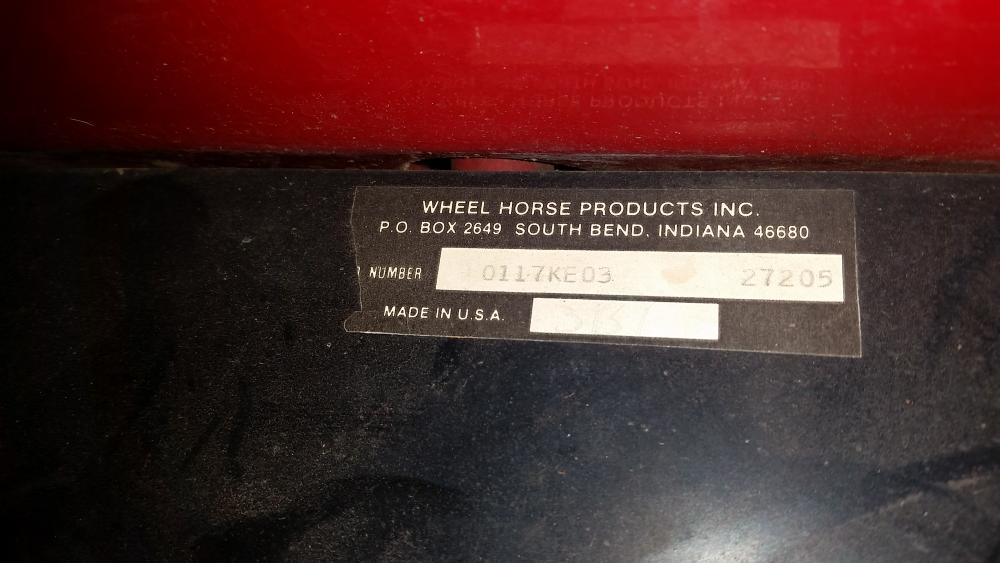 WHEEL HORSE PRODUCTS INC.
P.O. BOX 2649 SOUTH BEND, INDIANA 46680
NUMBER 0117KE03 27205
MADE IN U.S.A.